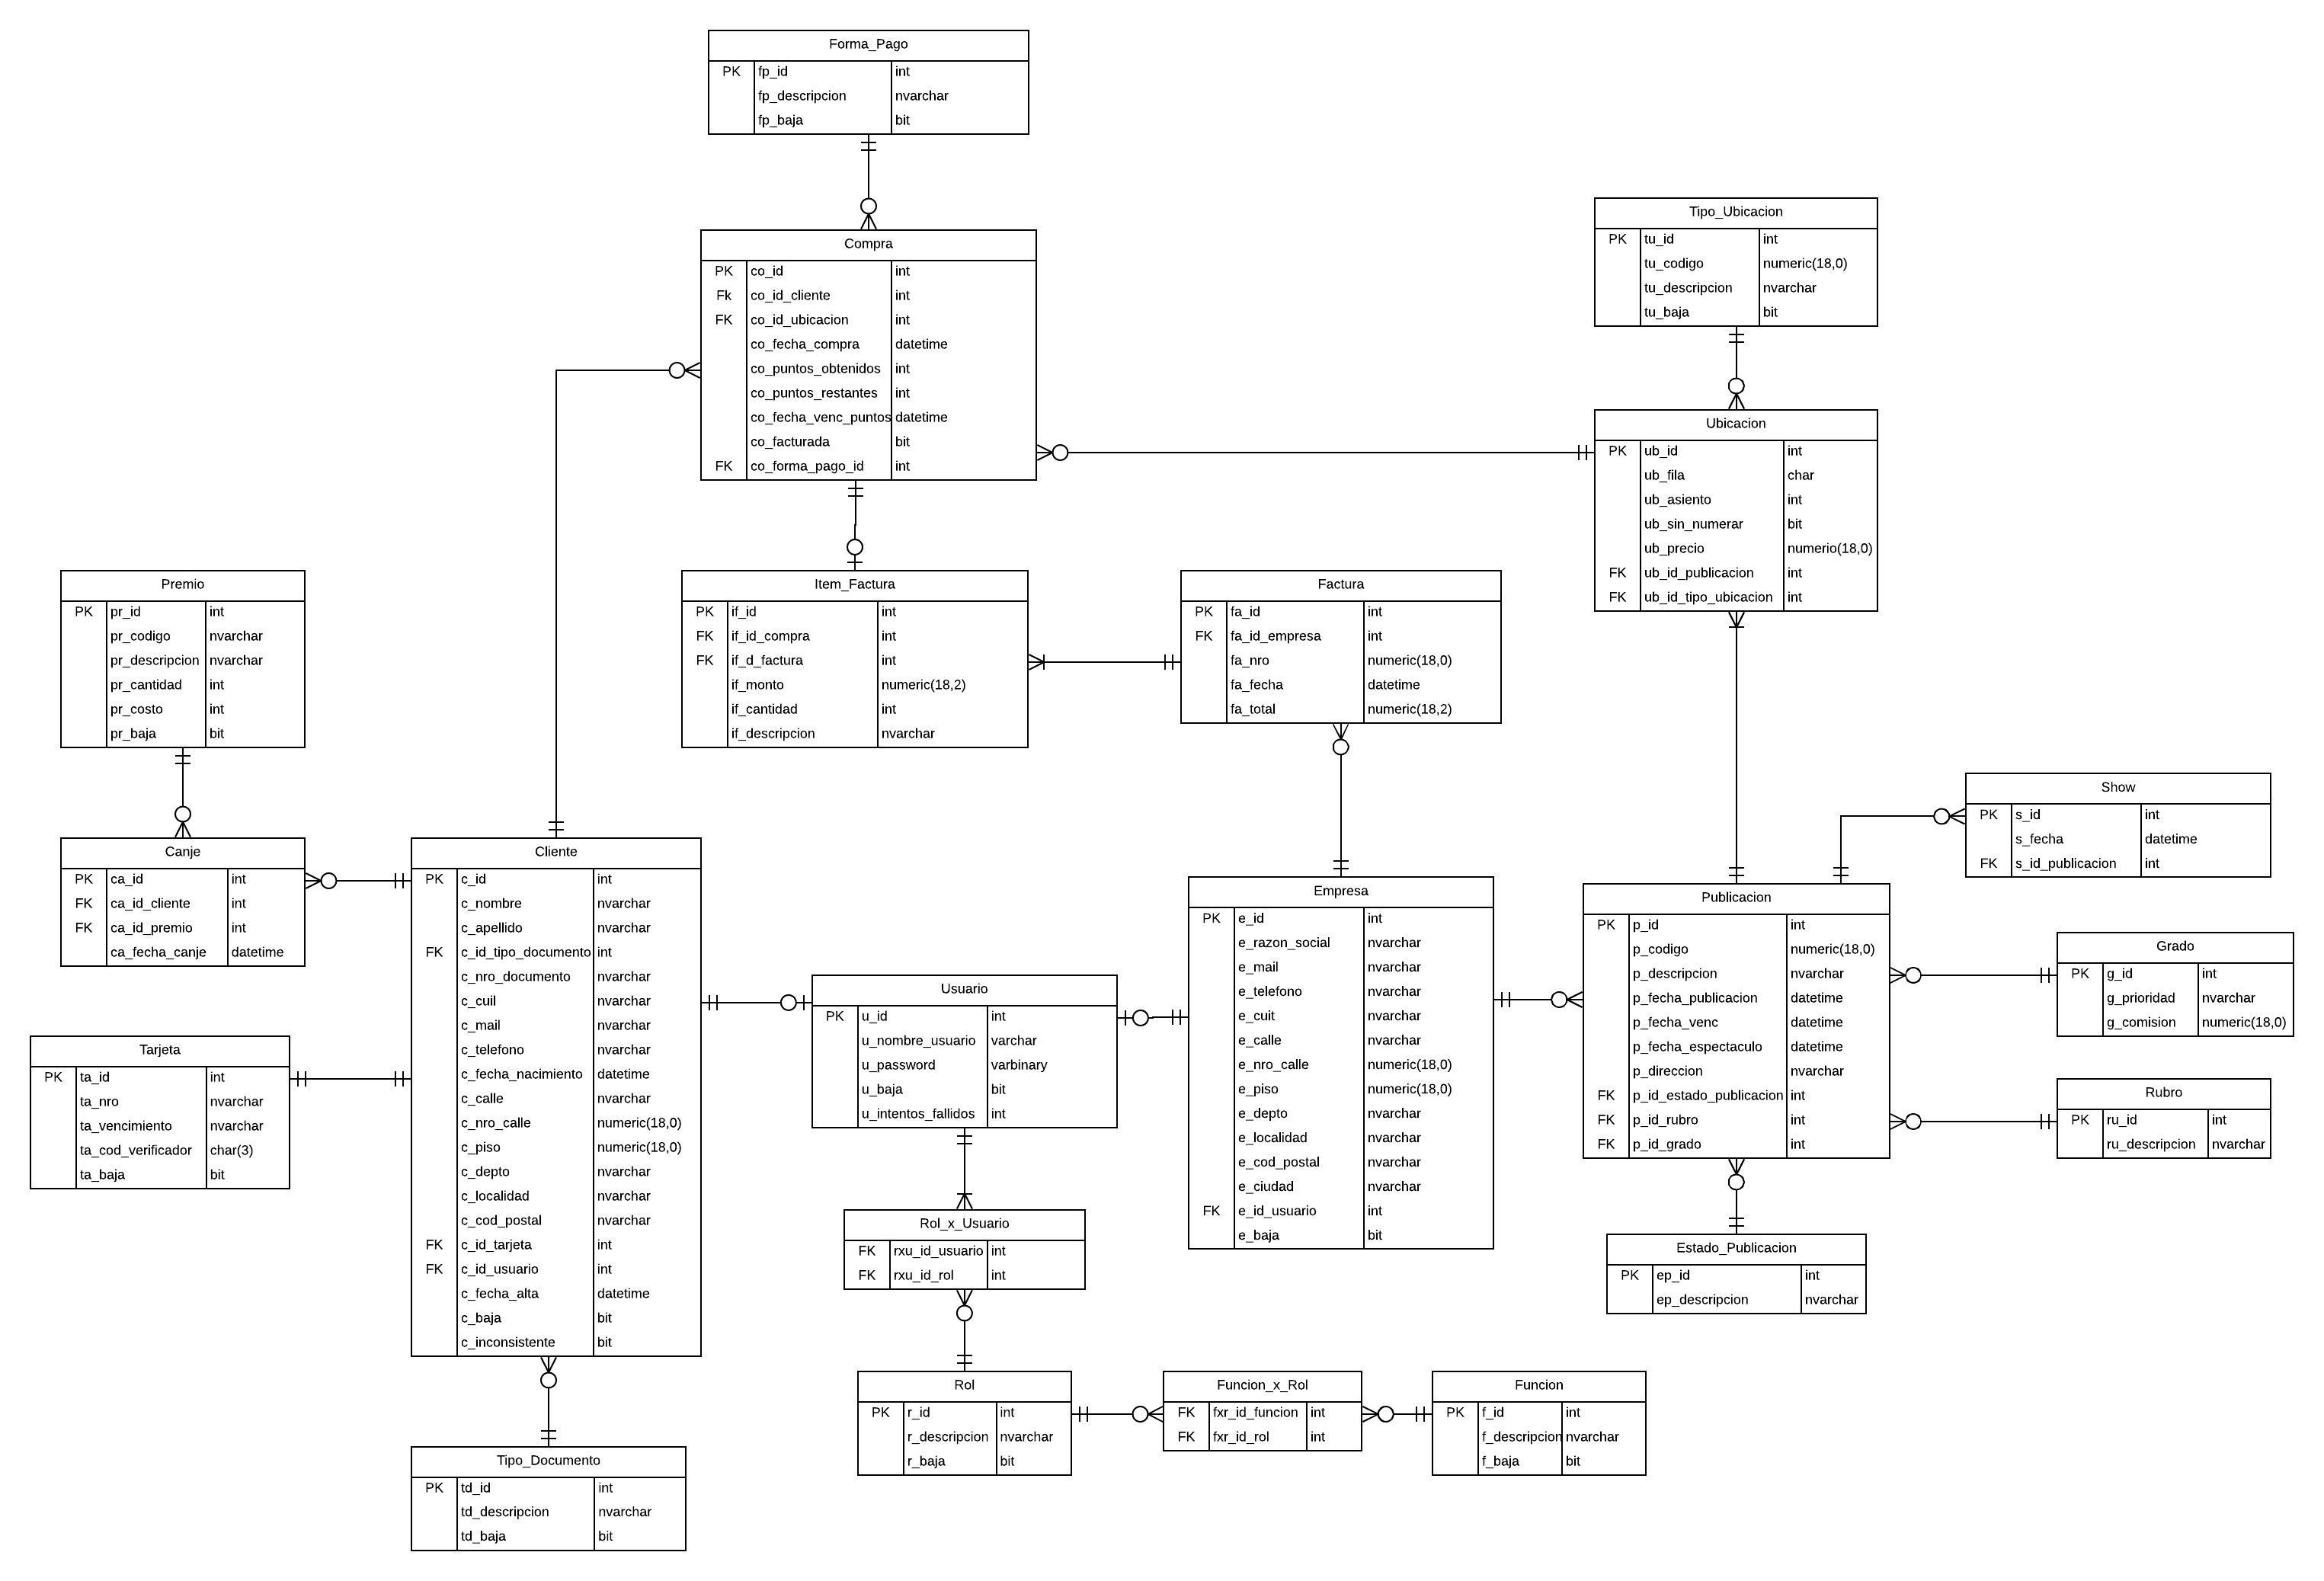 Forma_Pago
PK fp_id int
fp_descripcion nvarchar
fp_baja bit
Compra
PK co_id int
Fk co_id_cliente int
FK co_id_ubicacion int
co_fecha_compra datetime
co_puntos_obtenidos int
co_puntos_restantes int
co_fecha_venc_puntos datetime
co_facturada bit
FK co_forma_pago_id int
Tipo_Ubicacion
PK tu_id int
tu_codigo numeric(18,0)
tu_descripcion nvarchar
tu_baja bit
Ubicacion
PK ub_id int
ub_fila char
ub_asiento int
ub_sin_numerar bit
ub_precio numerio(18,0)
FK ub_id_publicacion int
FK ub_id_tipo_ubicacion int
Premio
PK pr_id int
pr_codigo nvarchar
pr_descripcion nvarchar
pr_cantidad int
pr_costo int
pr_baja bit
Item_Factura
PK if_id int
FK if_id_compra int
FK if_d_factura int
if_monto numeric(18,2)
if_cantidad int
if_descripcion nvarchar
Factura
PK fa_id int
FK fa_id_empresa int
fa_nro numeric(18,0)
fa_fecha datetime
fa_total numeric(18,2)
Show
PK s_id int
s_fecha datetime
FK s_id_publicacion int
Canje
PK ca_id int
FK ca_id_cliente int
FK ca_id_premio int
ca_fecha_canje datetime
Cliente
PK c_id int
c_nombre nvarchar
c_apellido nvarchar
FK c_id_tipo_documento int
c_nro_documento nvarchar
c_cuil nvarchar
c_mail nvarchar
c_telefono nvarchar
c_fecha_nacimiento datetime
c_calle nvarchar
c_nro_calle numeric(18,0)
c_piso numeric(18,0)
c_depto nvarchar
c_localidad nvarchar
c_cod_postal nvarchar
FK c_id_tarjeta int
FK c_id_usuario int
c_fecha_alta datetime
c_baja bit
c_inconsistente bit
Empresa
PK e_id int
e_razon_social nvarchar
e_mail nvarchar
e_telefono nvarchar
e_cuit nvarchar
e_calle nvarchar
e_nro_calle numeric(18,0)
e_piso numeric(18,0)
e_depto nvarchar
e_localidad nvarchar
e_cod_postal nvarchar
e_ciudad nvarchar
FK e_id_usuario int
e_baja bit
Publicacion
PK p_id int
p_codigo numeric(18,0)
p_descripcion nvarchar
p_fecha_publicacion datetime
p_fecha_venc datetime
p_fecha_espectaculo datetime
p_direccion nvarchar
FK p_id_estado_publicacion int
FK p_id_rubro int
FK p_id_grado int
Grado
PK g_id int
g_prioridad nvarchar
g_comision numeric(18,0)
Usuario
PK u_id int
u_nombre_usuario varchar
u_password varbinary
u_baja bit
u_intentos_fallidos int
Tarjeta
PK ta_id int
ta_nro nvarchar
ta_vencimiento nvarchar
ta_cod_verificador char(3)
ta_baja bit
Rubro
PK ru_id int
ru_descripcion nvarchar
Rol_x_Usuario
FK rxu_id_usuario int
FK rxu_id_rol int
Estado_Publicacion
PK ep_id int
ep_descripcion nvarchar
Rol
PK r_id int
r_descripcion nvarchar
r_baja bit
Funcion_x_Rol
FK fxr_id_funcion int
FK fxr_id_rol int
Funcion
PK f_id int
f_descripcion nvarchar
f_baja bit
Tipo_Documento
PK td_id int
td_descripcion nvarchar
td_baja bit